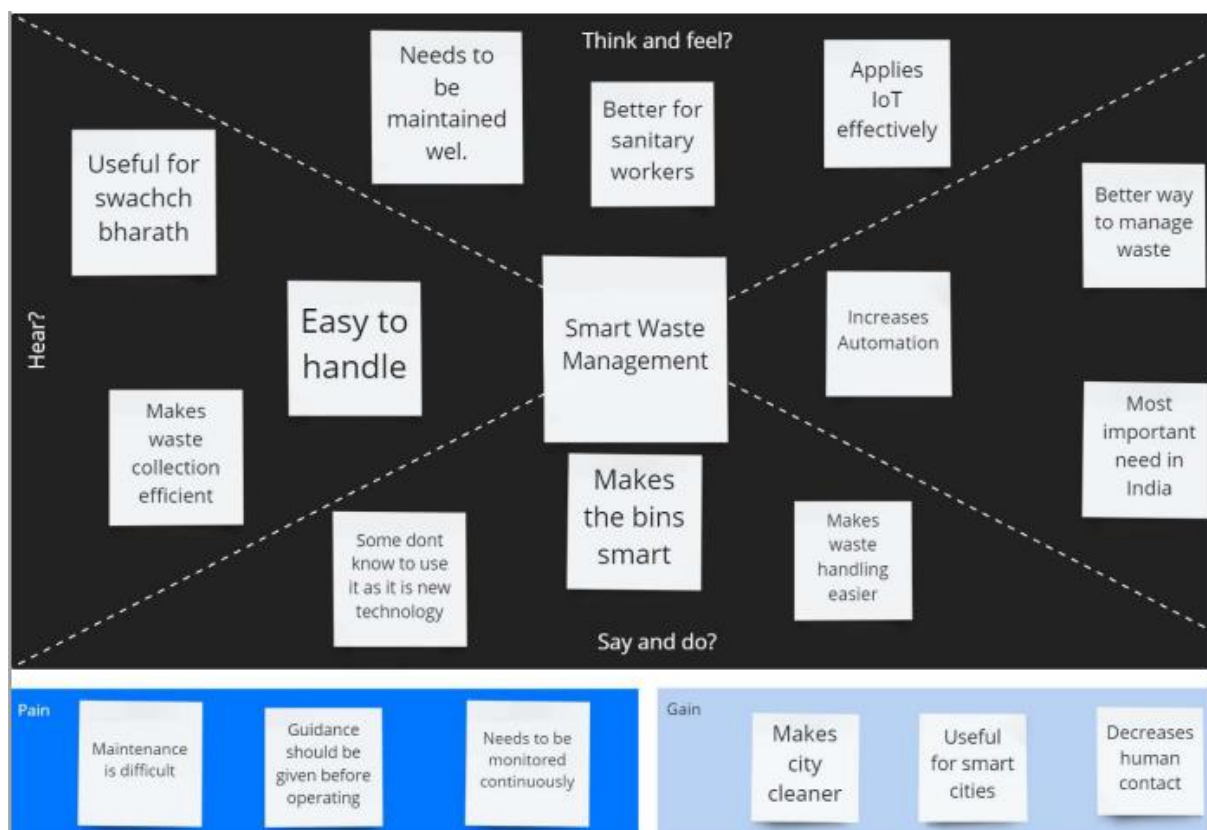 Think and feel?
Needs to
be
maintained
wel.
Better for
sanitary
workers
Applies
IoT
effectively
Hear?
Useful for
swachch
bharath
Easy to
handle
Makes
waste
collection
efficient
Smart Waste
Management
Better way
to manage
waste
Increases
Automation
Most
important
need in
India
Some dont
know to use
it as it is new
technology
Makes
the bins
smart
Makes
waste
handling
easier
Say and do?
Pain
Maintenance
is difficult
Guidance
should be
given before
operating
Needs to be
monitored
continuously
Gain
Makes
city
cleaner
Useful
for smart
cities
Decreases
human
contact